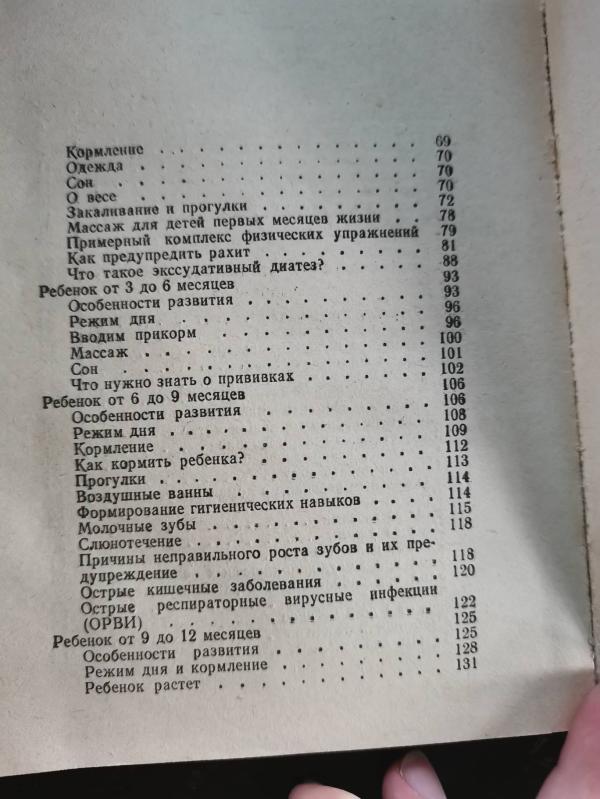 Кормление . . . . . . . . . . . 69
Одежда . . . . . . . . . . . 70
Сон . . . . . . . . . . . 70
О весе . . . . . . . . . . . 70
Закаливание и прогулки . . . . . . . 72
Массаж для детей первых месяцев жизни . . 78
Примерный комплекс физических упражнений 79
Как предупредить рахит . . . . . . . 81
Что такое экссудативный диатез? . . . . . 88
Ребенок от 3 до 6 месяцев 93
Особенности развития . . . . . . . . 93
Режим дня . . . . . . . . . . . 96
Вводим прикорм . . . . . . . . . 96
Массаж . . . . . . . . . . . 100
Сон . . . . . . . . . . . 101
Что нужно знать о прививках . . . . . . 102
Ребенок от 6 до 9 месяцев 106
Особенности развития . . . . . . . . 106
Режим дня . . . . . . . . . . . 108
Кормление . . . . . . . . . . . 109
Как кормить ребенка? . . . . . . . . 112
Прогулки . . . . . . . . . . . 113
Воздушные ванны . . . . . . . . . 114
Формирование гигиенических навыков . . . . 114
Молочные зубы . . . . . . . . . . 115
Слюнотечение . . . . . . . . . . 118
Причины неправильного роста зубов и их пре-
дупреждение . . . . . . . . . . 118
Острые кишечные заболевания . . . . . 120
Острые респираторные вирусные инфекции
(ОРВИ) . . . . . . . . . . . 122
Ребенок от 9 до 12 месяцев 125
Особенности развития . . . . . . . . 125
Режим дня и кормление . . . . . . . 128
Ребенок растет . . . . . . . . . . 131